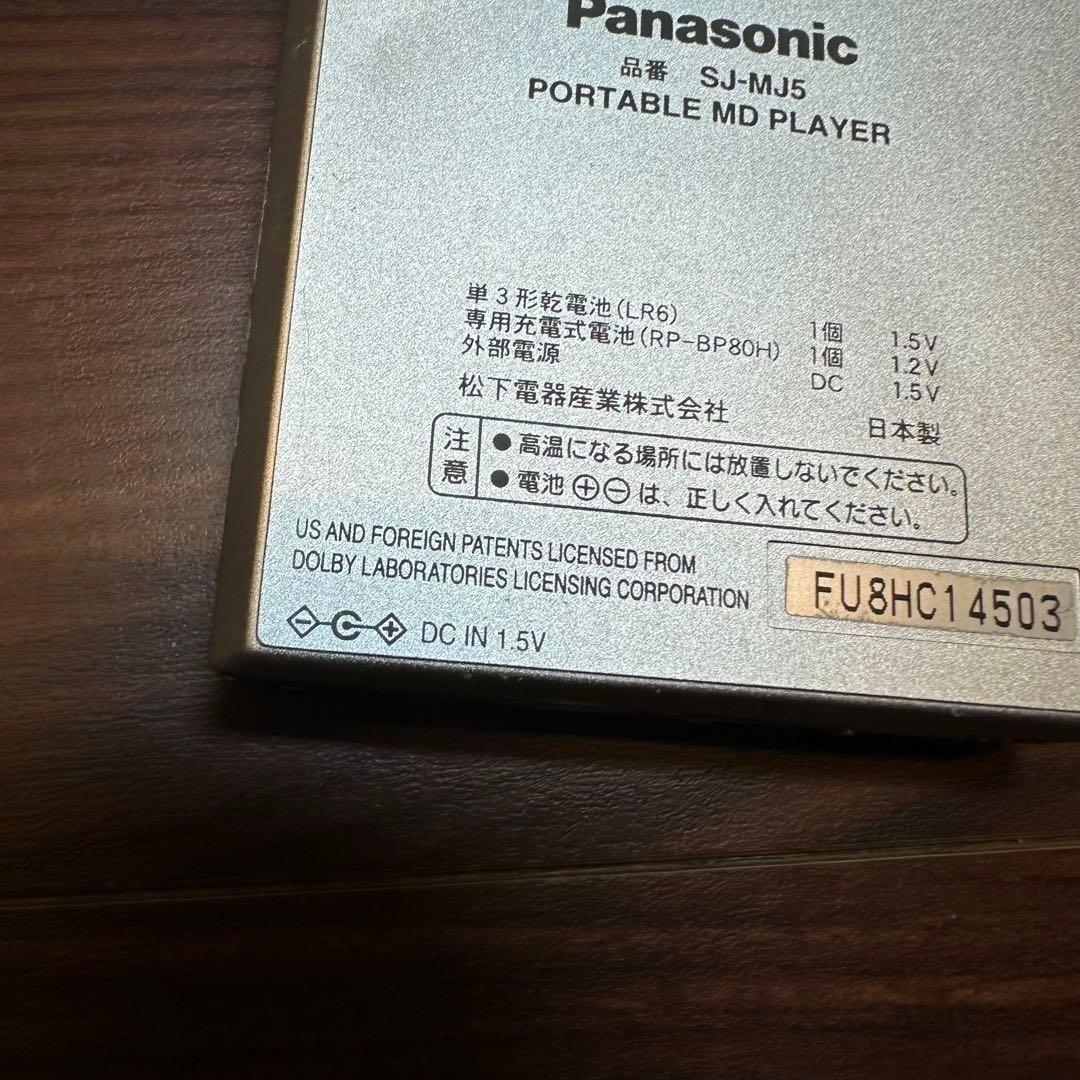 Panasonic
品番 SJ-MJ5
PORTABLE MD PLAYER
単3形乾電池(LR6) 1個 1.5V
専用充電式電池(RP-BP80H) 1個 1.2V
外部電源 DC 1.5V
松下電器産業株式会社 日本製
注意
●高温になる場所には放置しないでください。
●電池⊕⊖は、正しく入れてください。
US AND FOREIGN PATENTS LICENSED FROM
DOLBY LABORATORIES LICENSING CORPORATION
FU8HC14503
DC IN 1.5V